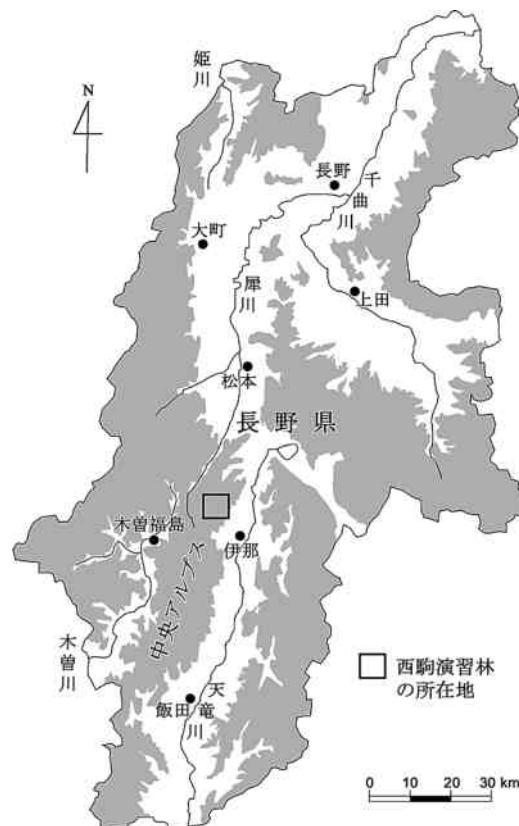 姫川
N
長野
千曲川
大町
犀川
上田
松本
長野県
木曽福島
伊那
中央アルプス
木曽川
西駒演習林
の所在地
天竜川
飯田
0 10 20 30 km